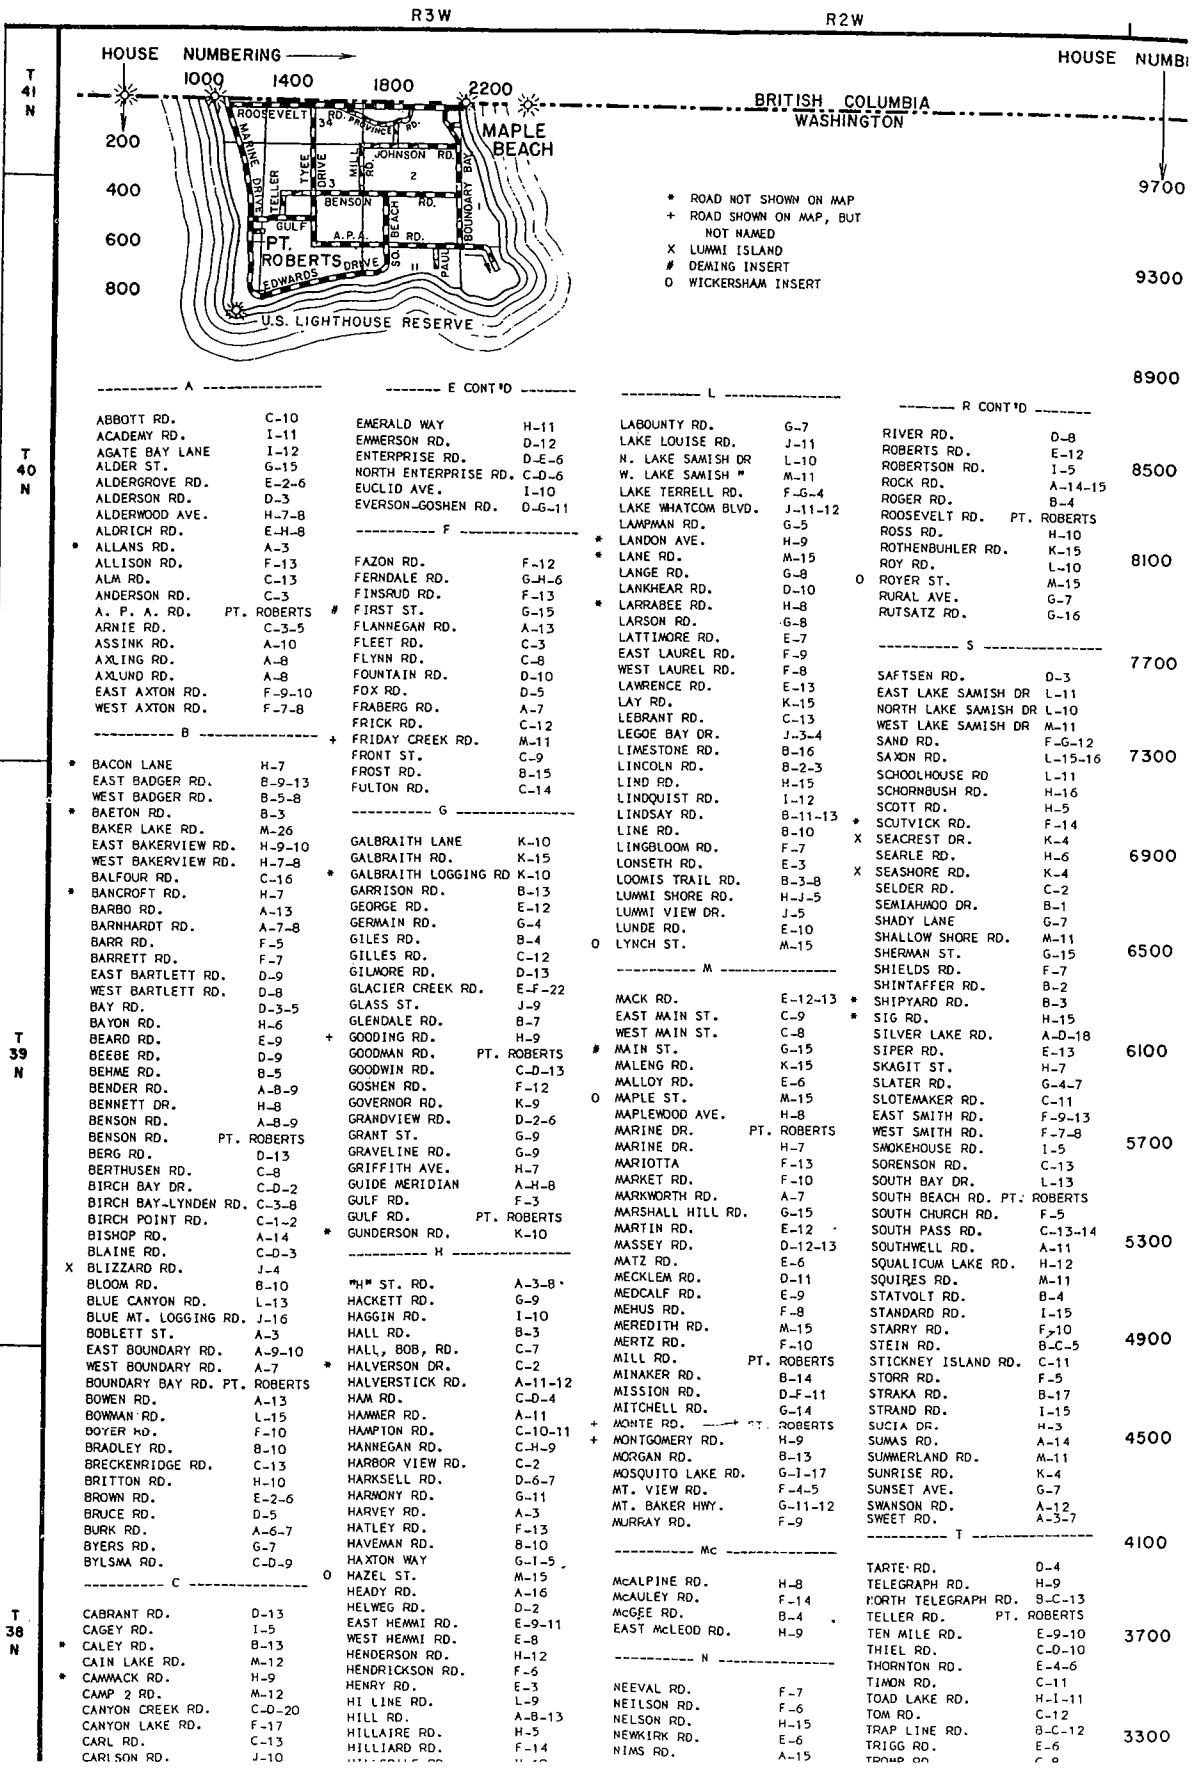 R3W
R2W
HOUSE NUMBERING
HOUSE
1000 1400 1800 2200
T
41
N
BRITISH COLUMBIA
WASHINGTON
ROOSEVELT RD.
PROVINCE RD.
34
MAPLE
BEACH
200
JOHNSON RD.
MARINE DRIVE
TYEE DRIVE
MILL RD.
TELLER
BOUNDARY BAY
3
2
1
400
BENSON RD.
GULF
A.P.A. RD.
600
SO. BEACH
PAUL
11
PT.
ROBERTS
EDWARDS DRIVE
800
U.S. LIGHTHOUSE RESERVE
* ROAD NOT SHOWN ON MAP
+ ROAD SHOWN ON MAP, BUT
NOT NAMED
X LUMMI ISLAND
# DEMING INSERT
O WICKERSHAM INSERT
9700
9300
8900
8500
8100
7700
7300
6900
6500
6100
5700
5300
4900
4500
4100
3700
3300
T
40
N
T
39
N
T
38
N
---------- A --------------
ABBOTT RD. C-10
ACADEMY RD. I-11
AGATE BAY LANE I-12
ALDER ST. G-15
ALDERGROVE RD. E-2-6
ALDERSON RD. D-3
ALDERWOOD AVE. H-7-8
ALDRICH RD. E-H-8
* ALLANS RD. A-3
ALLISON RD. F-13
ALM RD. C-13
ANDERSON RD. C-3
A. P. A. RD. PT. ROBERTS
ARNIE RD. C-3-5
ASSINK RD. A-10
AXLING RD. A-8
AXLUND RD. A-8
EAST AXTON RD. F-9-10
WEST AXTON RD. F-7-8
---------- B --------------
* BACON LANE H-7
EAST BADGER RD. B-9-13
WEST BADGER RD. B-5-8
* BAETON RD. B-3
BAKER LAKE RD. M-26
EAST BAKERVIEW RD. H-9-10
WEST BAKERVIEW RD. H-7-8
BALFOUR RD. C-16
* BANCROFT RD. H-7
BARBO RD. A-13
BARNHARDT RD. A-7-8
BARR RD. F-5
BARRETT RD. F-7
EAST BARTLETT RD. D-9
WEST BARTLETT RD. D-8
BAY RD. D-3-5
BAYON RD. H-6
BEARD RD. E-9
BEEBE RD. D-9
BEHME RD. B-5
BENDER RD. A-B-9
BENNETT DR. H-8
BENSON RD. A-B-9
BENSON RD. PT. ROBERTS
BERG RD. D-13
BERTHUSEN RD. C-8
BIRCH BAY DR. C-D-2
BIRCH BAY-LYNDEN RD. C-3-8
BIRCH POINT RD. C-1-2
BISHOP RD. A-14
BLAINE RD. C-D-3
X BLIZZARD RD. J-4
BLOOM RD. B-10
BLUE CANYON RD. L-13
BLUE MT. LOGGING RD. J-16
BOBLETT ST. A-3
EAST BOUNDARY RD. A-9-10
WEST BOUNDARY RD. A-7
BOUNDARY BAY RD. PT. ROBERTS
BOWEN RD. A-13
BOWMAN RD. L-15
BOYER RD. F-10
BRADLEY RD. B-10
BRECKENRIDGE RD. C-13
BRITTON RD. H-10
BROWN RD. E-2-6
BRUCE RD. D-5
BURK RD. A-6-7
BYERS RD. G-7
BYLSMA RD. C-D-9
---------- C --------------
CABRANT RD. D-13
CAGEY RD. I-5
* CALEY RD. B-13
CAIN LAKE RD. M-12
* CAMMACK RD. H-9
CAMP 2 RD. M-12
CANYON CREEK RD. C-D-20
CANYON LAKE RD. F-17
CARL RD. C-13
CARLSON RD. J-10
------- E CONT'D -------
EMERALD WAY H-11
EMMERSON RD. D-12
ENTERPRISE RD. D-E-6
NORTH ENTERPRISE RD. C-D-6
EUCLID AVE. I-10
EVERSON-GOSHEN RD. D-G-11
---------- F --------------
FAZON RD. F-12
FERNDALE RD. G-H-6
FINSRUD RD. F-13
# FIRST ST. G-15
FLANNEGAN RD. A-13
FLEET RD. C-3
FLYNN RD. C-8
FOUNTAIN RD. D-10
FOX RD. D-5
FRABERG RD. A-7
FRICK RD. C-12
+ FRIDAY CREEK RD. M-11
FRONT ST. C-9
FROST RD. B-15
FULTON RD. C-14
---------- G --------------
GALBRAITH LANE K-10
GALBRAITH RD. K-15
* GALBRAITH LOGGING RD K-10
GARRISON RD. B-13
GEORGE RD. E-12
GERMAIN RD. G-4
GILES RD. B-4
GILLES RD. C-12
GILMORE RD. D-13
GLACIER CREEK RD. E-F-22
GLASS ST. J-9
GLENDALE RD. B-7
+ GOODING RD. H-9
GOODMAN RD. PT. ROBERTS
GOODWIN RD. C-D-13
GOSHEN RD. F-12
GOVERNOR RD. K-9
GRANDVIEW RD. D-2-6
GRANT ST. G-9
GRAVELINE RD. G-9
GRIFFITH AVE. H-7
GUIDE MERIDIAN A-H-8
GULF RD. F-3
GULF RD. PT. ROBERTS
* GUNDERSON RD. K-10
---------- H --------------
"H" ST. RD. A-3-8
HACKETT RD. G-9
HAGGIN RD. I-10
HALL RD. B-3
HALL, BOB, RD. C-7
* HALVERSON DR. C-2
HALVERSTICK RD. A-11-12
HAM RD. C-D-4
HAMMER RD. A-11
HAMPTON RD. C-10-11
HANNEGAN RD. C-H-9
HARBOR VIEW RD. C-2
HARKSELL RD. D-6-7
HARMONY RD. G-11
HARVEY RD. A-3
HATLEY RD. F-13
HAVEMAN RD. B-10
HAXTON WAY G-I-5
O HAZEL ST. M-15
HEADY RD. A-16
HELWEG RD. D-2
EAST HEMMI RD. E-9-11
WEST HEMMI RD. E-8
HENDERSON RD. H-12
HENDRICKSON RD. F-6
HENRY RD. E-3
HI LINE RD. L-9
HILL RD. A-B-13
HILLAIRE RD. H-5
HILLIARD RD. F-14
---------- L --------------
LABOUNTY RD. G-7
LAKE LOUISE RD. J-11
N. LAKE SAMISH DR L-10
W. LAKE SAMISH " M-11
LAKE TERRELL RD. F-G-4
LAKE WHATCOM BLVD. J-11-12
LAMPMAN RD. G-5
* LANDON AVE. H-9
* LANE RD. M-15
LANGE RD. G-8
LANKHEAR RD. D-10
* LARRABEE RD. H-8
LARSON RD. G-8
LATTIMORE RD. E-7
EAST LAUREL RD. F-9
WEST LAUREL RD. F-8
LAWRENCE RD. E-13
LAY RD. K-15
LEBRANT RD. C-13
LEGOE BAY DR. J-3-4
LIMESTONE RD. B-16
LINCOLN RD. B-2-3
LIND RD. H-15
LINDQUIST RD. I-12
LINDSAY RD. B-11-13
LINE RD. B-10
LINGBLOOM RD. F-7
LONSETH RD. E-3
LOOMIS TRAIL RD. B-3-8
LUMMI SHORE RD. H-J-5
LUMMI VIEW DR. J-5
LUNDE RD. E-10
O LYNCH ST. M-15
---------- M --------------
MACK RD. E-12-13
EAST MAIN ST. C-9
WEST MAIN ST. C-8
# MAIN ST. G-15
MALENG RD. K-15
MALLOY RD. E-6
O MAPLE ST. M-15
MAPLEWOOD AVE. H-8
MARINE DR. PT. ROBERTS
MARINE DR. H-7
MARIOTTA F-13
MARKET RD. F-10
MARKWORTH RD. A-7
MARSHALL HILL RD. G-15
MARTIN RD. E-12
MASSEY RD. D-12-13
MATZ RD. E-6
MECKLEM RD. D-11
MEDCALF RD. E-9
MEHUS RD. F-8
MEREDITH RD. M-15
MERTZ RD. F-10
MILL RD. PT. ROBERTS
MINAKER RD. B-14
MISSION RD. D-F-11
MITCHELL RD. G-14
+ MONTE RD. PT. ROBERTS
+ MONTGOMERY RD. H-9
MORGAN RD. B-13
MOSQUITO LAKE RD. G-I-17
MT. VIEW RD. F-4-5
MT. BAKER HWY. G-11-12
MURRAY RD. F-9
---------- Mc --------------
McALPINE RD. H-8
McAULEY RD. F-14
McGEE RD. B-4
EAST McLEOD RD. H-9
---------- N --------------
NEEVAL RD. F-7
NEILSON RD. F-6
NELSON RD. H-15
NEWKIRK RD. E-6
NIMS RD. A-15
------- R CONT'D -------
RIVER RD. D-8
ROBERTS RD. E-12
ROBERTSON RD. I-5
ROCK RD. A-14-15
ROGER RD. B-4
ROOSEVELT RD. PT. ROBERTS
ROSS RD. H-10
ROTHENBUHLER RD. K-15
ROY RD. L-10
O ROYER ST. M-15
RURAL AVE. G-7
RUTSATZ RD. G-16
---------- S --------------
SAFTSEN RD. D-3
EAST LAKE SAMISH DR L-11
NORTH LAKE SAMISH DR L-10
WEST LAKE SAMISH DR M-11
SAND RD. F-G-12
SAXON RD. L-15-16
SCHOOLHOUSE RD L-11
SCHORNBUSH RD. H-16
SCOTT RD. H-5
* SCUTVICK RD. F-14
X SEACREST DR. K-4
SEARLE RD. H-6
X SEASHORE RD. K-4
SELDER RD. C-2
SEMIAHMOO DR. B-1
SHADY LANE G-7
SHALLOW SHORE RD. M-11
SHERMAN ST. G-15
SHIELDS RD. F-7
SHINTAFFER RD. B-2
* SHIPYARD RD. B-3
* SIG RD. H-15
SILVER LAKE RD. A-D-18
SIPER RD. E-13
SKAGIT ST. H-7
SLATER RD. G-4-7
SLOTEMAKER RD. C-11
EAST SMITH RD. F-9-13
WEST SMITH RD. F-7-8
SMOKEHOUSE RD. I-5
SORENSON RD. C-13
SOUTH BAY DR. L-13
SOUTH BEACH RD. PT. ROBERTS
SOUTH CHURCH RD. F-5
SOUTH PASS RD. C-13-14
SOUTHWELL RD. A-11
SQUALICUM LAKE RD. H-12
SQUIRES RD. M-11
STATVOLT RD. B-4
STANDARD RD. I-15
STARRY RD. F-10
STEIN RD. B-C-5
STICKNEY ISLAND RD. C-11
STORR RD. F-5
STRAKA RD. B-17
STRAND RD. I-15
SUCIA DR. H-3
SUMAS RD. A-14
SUMMERLAND RD. M-11
SUNRISE RD. K-4
SUNSET AVE. G-7
SWANSON RD. A-12
SWEET RD. A-3-7
---------- T --------------
TARTE RD. D-4
TELEGRAPH RD. H-9
NORTH TELEGRAPH RD. B-C-13
TELLER RD. PT. ROBERTS
TEN MILE RD. E-9-10
THIEL RD. C-D-10
THORNTON RD. E-4-6
TIMON RD. C-11
TOAD LAKE RD. H-I-11
TOM RD. C-12
TRAP LINE RD. B-C-12
TRIGG RD. E-6